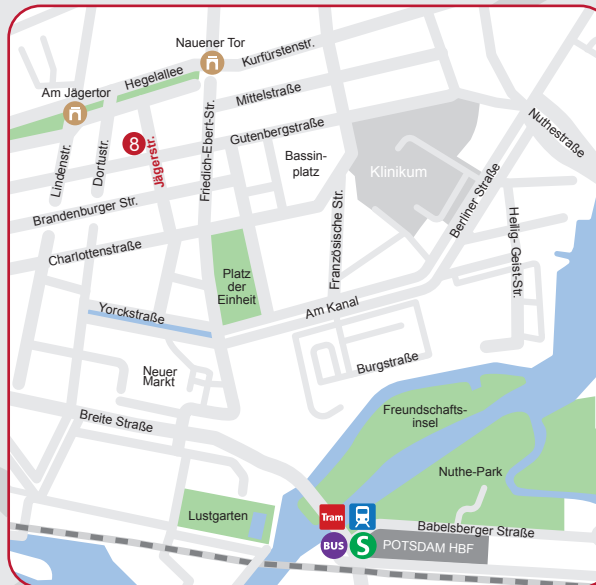 Nauener Tor
Kurfürstenstr.
Hegelallee
Am Jägertor
Mittelstraße
Nuthestraße
Gutenbergstraße
8
Jägerstr.
Lindenstr.
Dortustr.
Friedich-Ebert-Str.
Bassin-
platz
Klinikum
Berliner Straße
Brandenburger Str.
Französische Str.
Heilig- Geist-Str.
Charlottenstraße
Platz
der
Einheit
Am Kanal
Yorckstraße
Burgstraße
Neuer
Markt
Breite Straße
Freundschafts-
insel
Nuthe-Park
Lustgarten
Tram
Babelsberger Straße
BUS
S
POTSDAM HBF